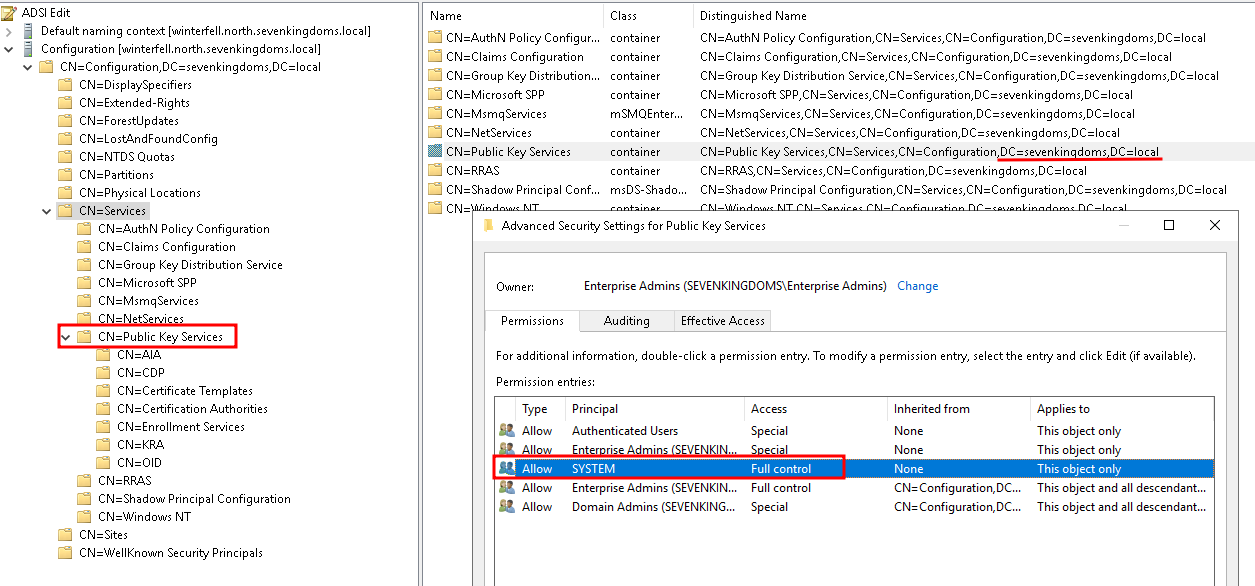 ADSI Edit
Default naming context [winterfell.north.sevenkingdoms.local]
Configuration [winterfell.north.sevenkingdoms.local]
CN=Configuration,DC=sevenkingdoms,DC=local
CN=DisplaySpecifiers
CN=Extended-Rights
CN=ForestUpdates
CN=LostAndFoundConfig
CN=NTDS Quotas
CN=Partitions
CN=Physical Locations
CN=Services
CN=AuthN Policy Configuration
CN=Claims Configuration
CN=Group Key Distribution Service
CN=Microsoft SPP
CN=MsmqServices
CN=NetServices
CN=Public Key Services
CN=AIA
CN=CDP
CN=Certificate Templates
CN=Certification Authorities
CN=Enrollment Services
CN=KRA
CN=OID
CN=RRAS
CN=Shadow Principal Configuration
CN=Windows NT
CN=Sites
CN=WellKnown Security Principals
Name Class Distinguished Name
CN=AuthN Policy Configur... container CN=AuthN Policy Configuration,CN=Services,CN=Configuration,DC=sevenkingdoms,DC=local
CN=Claims Configuration container CN=Claims Configuration,CN=Services,CN=Configuration,DC=sevenkingdoms,DC=local
CN=Group Key Distribution... container CN=Group Key Distribution Service,CN=Services,CN=Configuration,DC=sevenkingdoms,DC=local
CN=Microsoft SPP container CN=Microsoft SPP,CN=Services,CN=Configuration,DC=sevenkingdoms,DC=local
CN=MsmqServices mSMQEnter... CN=MsmqServices,CN=Services,CN=Configuration,DC=sevenkingdoms,DC=local
CN=NetServices container CN=NetServices,CN=Services,CN=Configuration,DC=sevenkingdoms,DC=local
CN=Public Key Services container CN=Public Key Services,CN=Services,CN=Configuration,DC=sevenkingdoms,DC=local
CN=RRAS container CN=RRAS,CN=Services,CN=Configuration,DC=sevenkingdoms,DC=local
CN=Shadow Principal Conf... msDS-Shado... CN=Shadow Principal Configuration,CN=Services,CN=Configuration,DC=sevenkingdoms,DC=local
CN=Windows NT container CN=Windows NT,CN=Services,CN=Configuration,DC=sevenkingdoms,DC=local
Advanced Security Settings for Public Key Services
Owner: Enterprise Admins (SEVENKINGDOMS\Enterprise Admins) Change
Permissions Auditing Effective Access
For additional information, double-click a permission entry. To modify a permission entry, select the entry and click Edit (if available).
Permission entries:
Type Principal Access Inherited from Applies to
Allow Authenticated Users Special None This object only
Allow Enterprise Admins (SEVENKIN... Special None This object only
Allow SYSTEM Full control None This object only
Allow Enterprise Admins (SEVENKIN... Full control CN=Configuration,DC... This object and all descendant...
Allow Domain Admins (SEVENKING... Special CN=Configuration,DC... This object and all descendant...